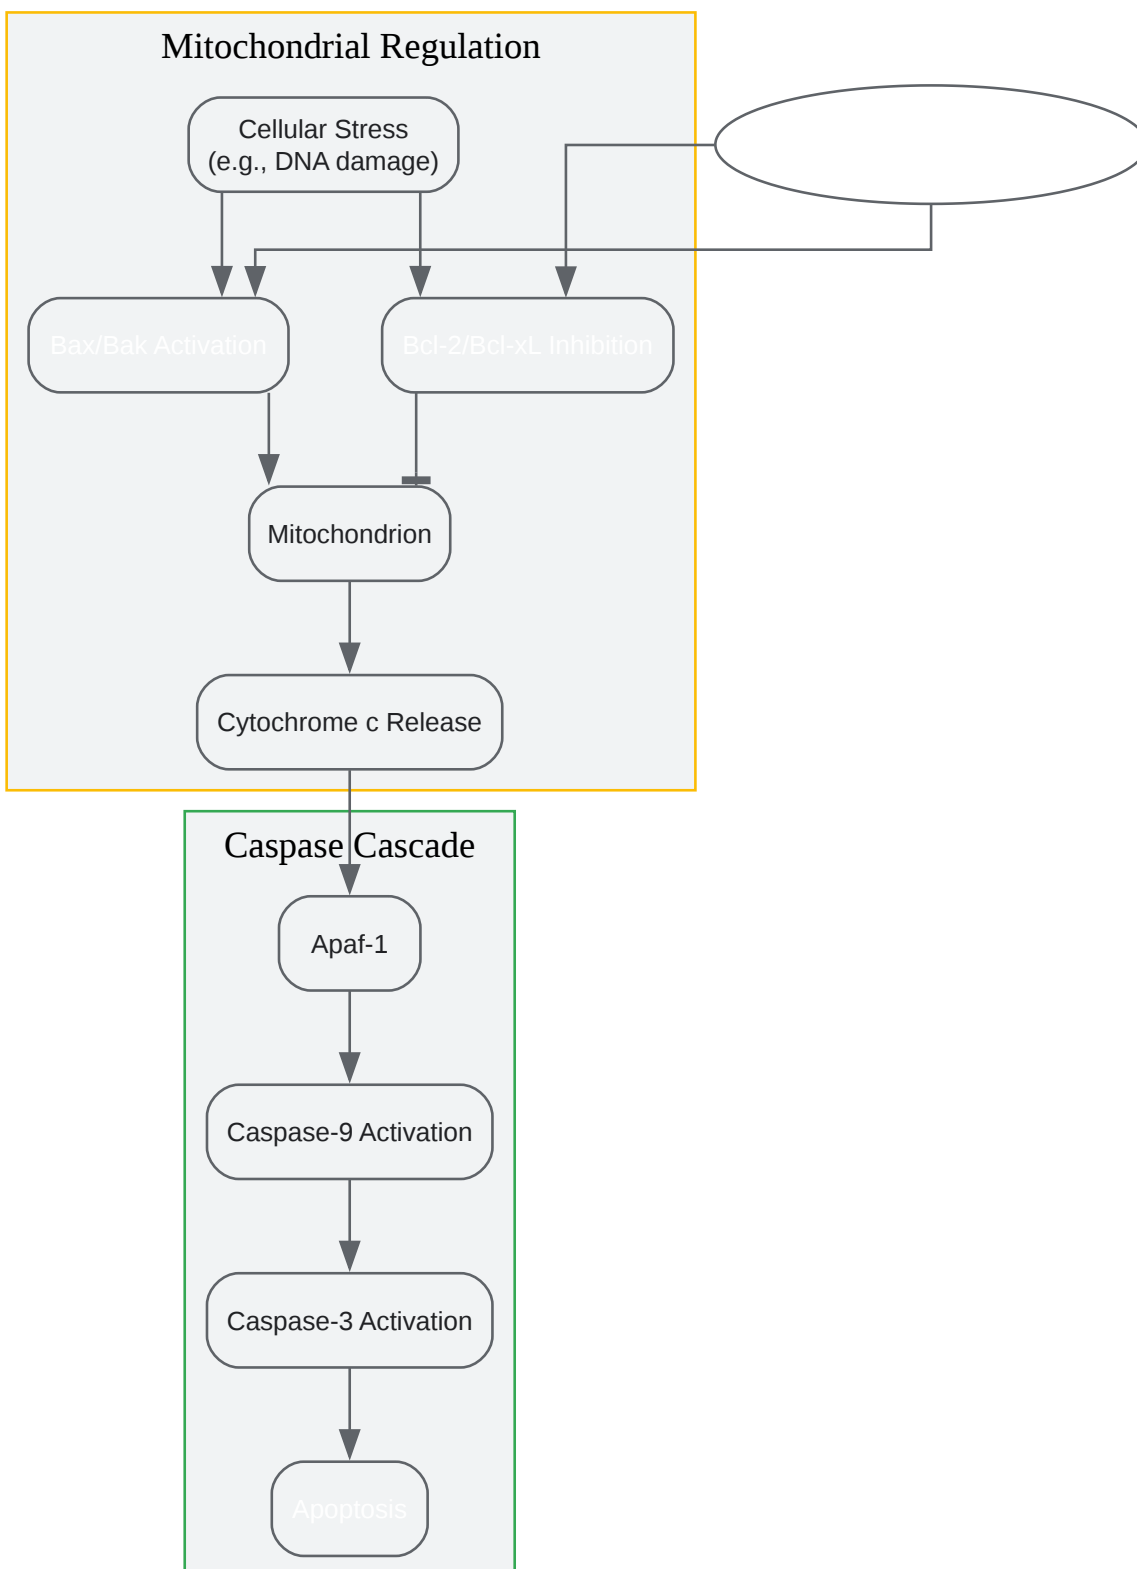 Mitochondrial Regulation
Cellular Stress
(e.g., DNA damage)
Bax/Bak Activation
Bcl-2/Bcl-xL Inhibition
Mitochondrion
Cytochrome c Release
Caspase Cascade
Apaf-1
Caspase-9 Activation
Caspase-3 Activation
Apoptosis